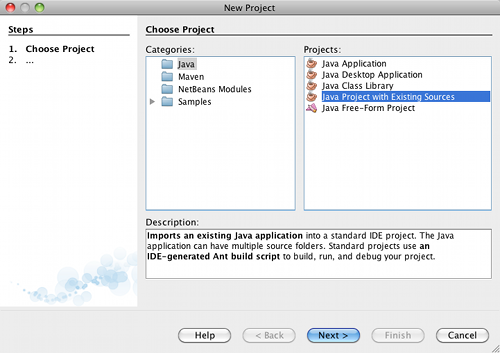 New Project
Steps
1. Choose Project
2. ...
Choose Project
Categories:
Java
Maven
NetBeans Modules
Samples
Projects:
Java Application
Java Desktop Application
Java Class Library
Java Project with Existing Sources
Java Free-Form Project
Description:
Imports an existing Java application into a standard IDE project. The Java
application can have multiple source folders. Standard projects use an
IDE-generated Ant build script to build, run, and debug your project.
Help
< Back
Next >
Finish
Cancel